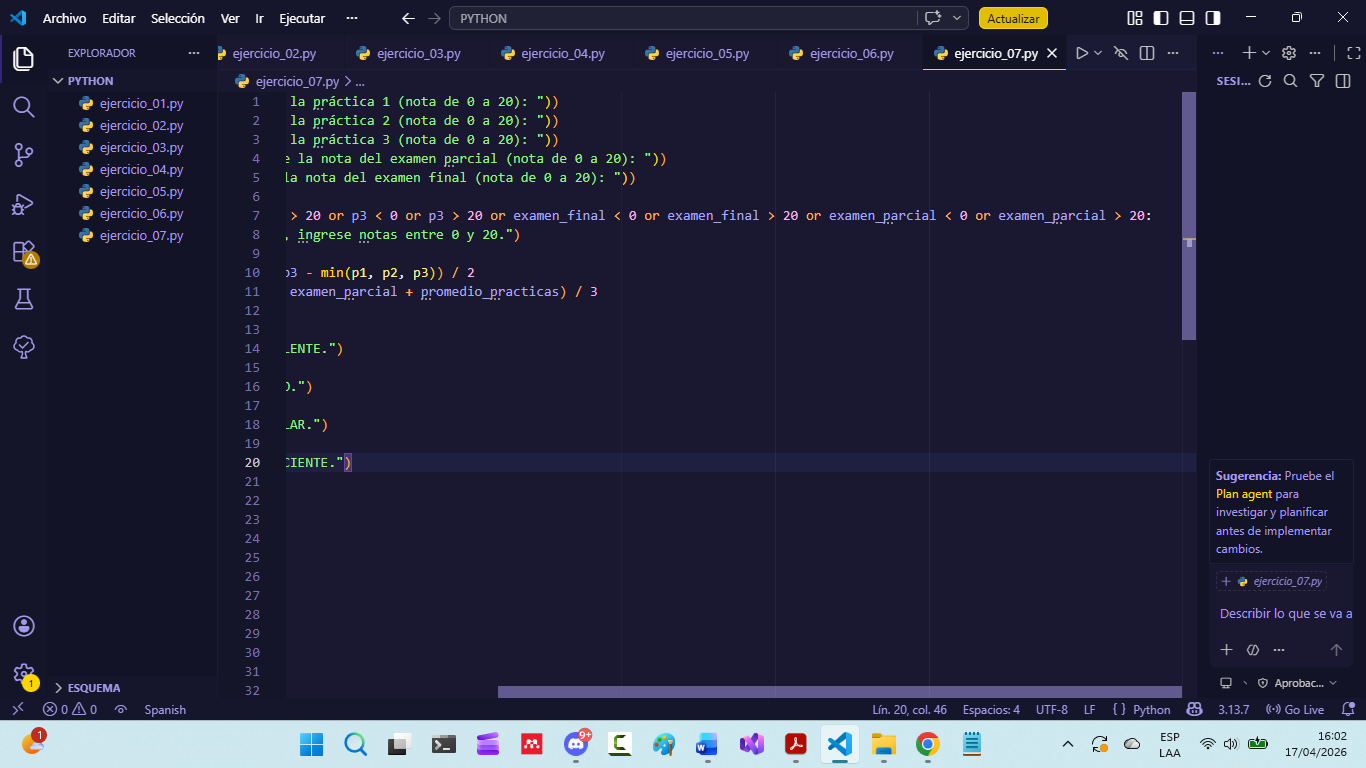 Archivo Editar Selección Ver Ir Ejecutar ··· PYTHON Actualizar
EXPLORADOR ···
PYTHON
ejercicio_01.py
ejercicio_02.py
ejercicio_03.py
ejercicio_04.py
ejercicio_05.py
ejercicio_06.py
ejercicio_07.py
ESQUEMA
ejercicio_02.py ejercicio_03.py ejercicio_04.py ejercicio_05.py ejercicio_06.py ejercicio_07.py
ejercicio_07.py > ...
1 la práctica 1 (nota de 0 a 20): "))
2 la práctica 2 (nota de 0 a 20): "))
3 la práctica 3 (nota de 0 a 20): "))
4 e la nota del examen parcial (nota de 0 a 20): "))
5 la nota del examen final (nota de 0 a 20): "))
6
7 > 20 or p3 < 0 or p3 > 20 or examen_final < 0 or examen_final > 20 or examen_parcial < 0 or examen_parcial > 20:
8 , ingrese notas entre 0 y 20.")
9
10 p3 - min(p1, p2, p3)) / 2
11 examen_parcial + promedio_practicas) / 3
12
13
14 LENTE.")
15
16 O.")
17
18 LAR.")
19
20 CIENTE.")
21
22
23
24
25
26
27
28
29
30
31
32
SESI...
Sugerencia: Pruebe el
Plan agent para
investigar y planificar
antes de implementar
cambios.
+ ejercicio_07.py
Describir lo que se va a
Aprobac...
0 0 Spanish Lín. 20, col. 46 Espacios: 4 UTF-8 LF { } Python 3.13.7 Go Live
1
1 9+ ESP
LAA
16:02
17/04/2026